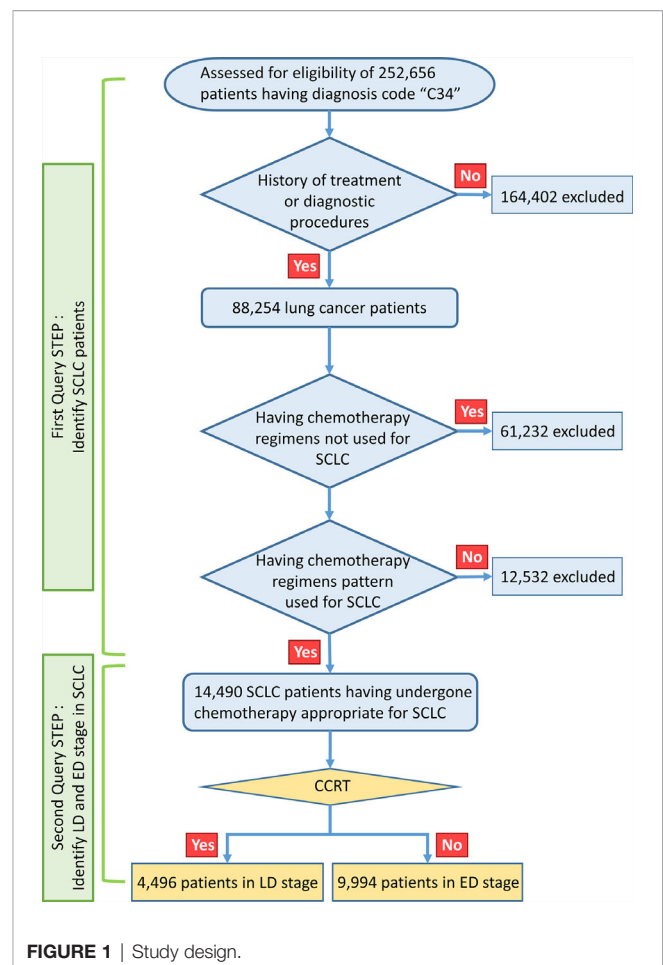 Assessed for eligibility of 252,656
patients having diagnosis code “C34”
History of treatment
or diagnostic
procedures
No
164,402 excluded
Yes
88,254 lung cancer patients
First Query STEP :
Identify SCLC patients
Having chemotherapy
regimens not used for
SCLC
Yes
61,232 excluded
Having chemotherapy
regimens pattern
used for SCLC
No
12,532 excluded
Yes
14,490 SCLC patients having undergone
chemotherapy appropriate for SCLC
Second Query STEP :
Identify LD and ED stage in SCLC
CCRT
Yes
No
4,496 patients in LD stage
9,994 patients in ED stage
FIGURE 1 | Study design.